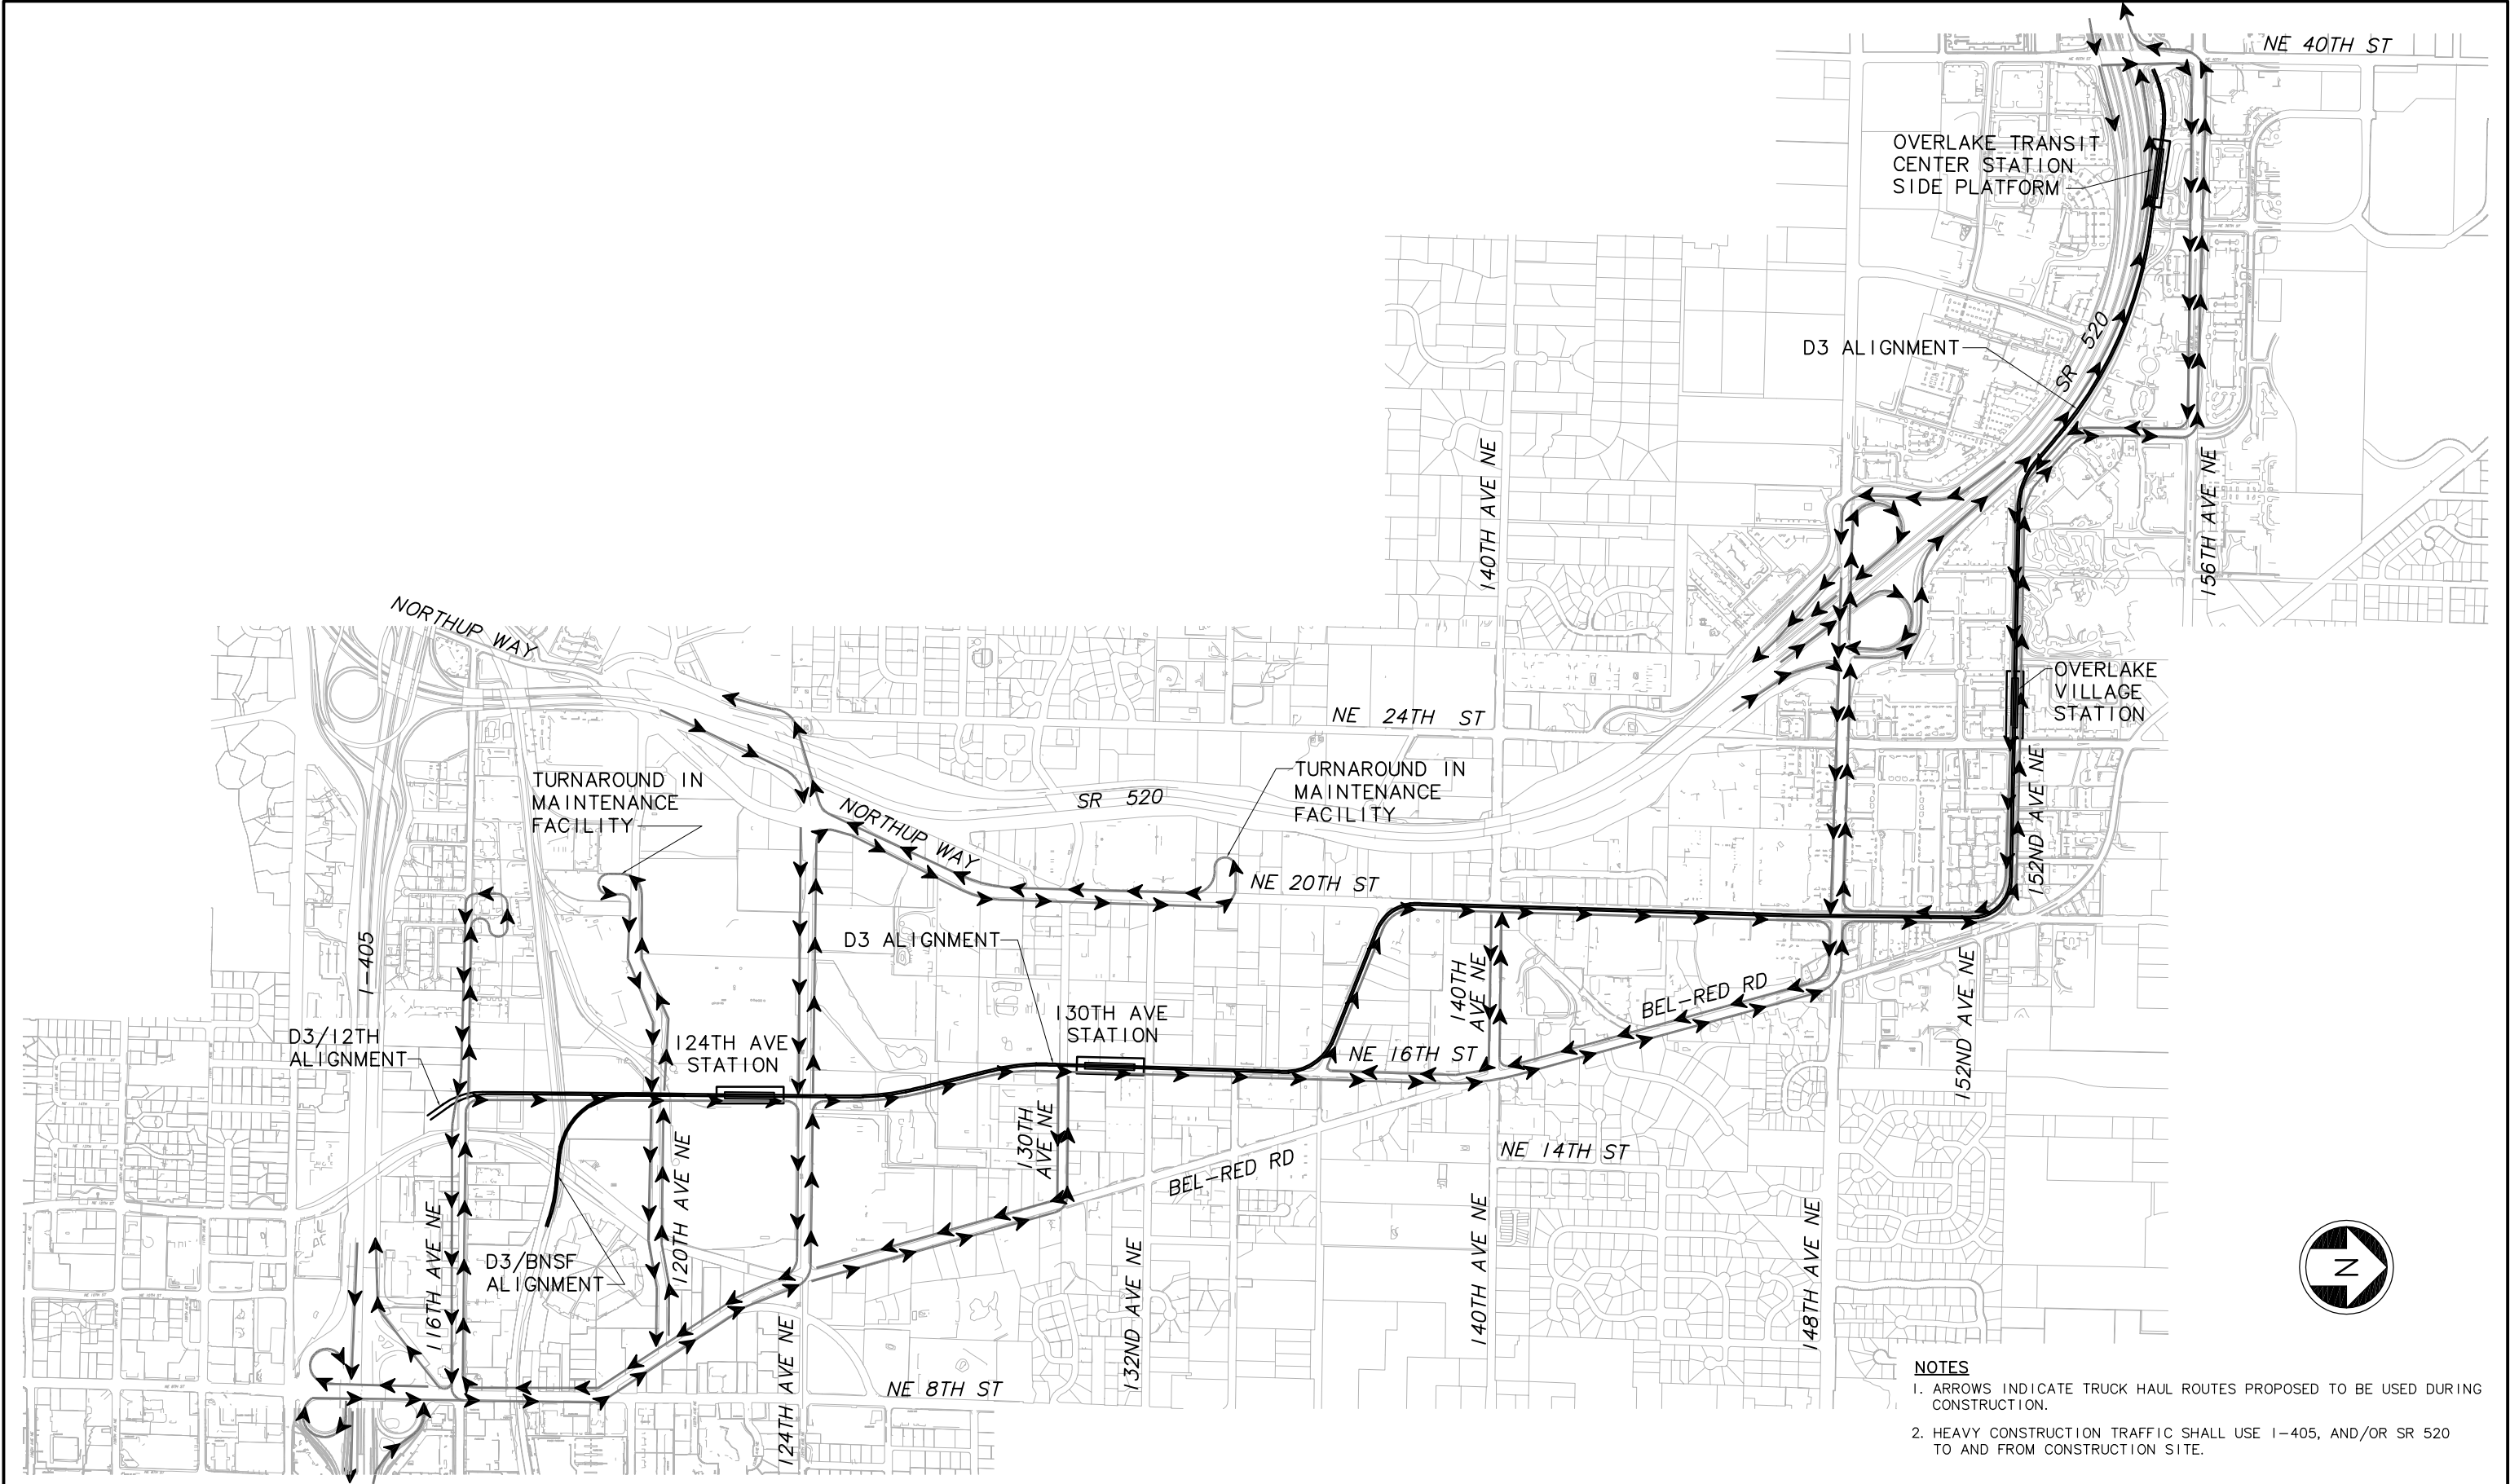 NE 40TH ST
OVERLAKE TRANSIT
CENTER STATION
SIDE PLATFORM
D3 ALIGNMENT
SR 520
140TH AVE NE
156TH AVE NE
NORTHUP WAY
OVERLAKE
VILLAGE
STATION
NE 24TH ST
TURNAROUND IN
MAINTENANCE
FACILITY
TURNAROUND IN
MAINTENANCE
FACILITY
SR 520
NORTHUP WAY
152ND AVE NE
NE 20TH ST
I-405
D3 ALIGNMENT
140TH
AVE NE
BEL-RED RD
152ND AVE NE
D3/12TH
ALIGNMENT
124TH AVE
STATION
130TH AVE
STATION
NE 16TH ST
130TH
AVE NE
120TH AVE NE
NE 14TH ST
BEL-RED RD
116TH AVE NE
D3/BNSF
ALIGNMENT
132ND AVE NE
140TH AVE NE
148TH AVE NE
N
124TH AVE NE
NE 8TH ST
NOTES
1. ARROWS INDICATE TRUCK HAUL ROUTES PROPOSED TO BE USED DURING
CONSTRUCTION.
2. HEAVY CONSTRUCTION TRAFFIC SHALL USE I-405, AND/OR SR 520
TO AND FROM CONSTRUCTION SITE.